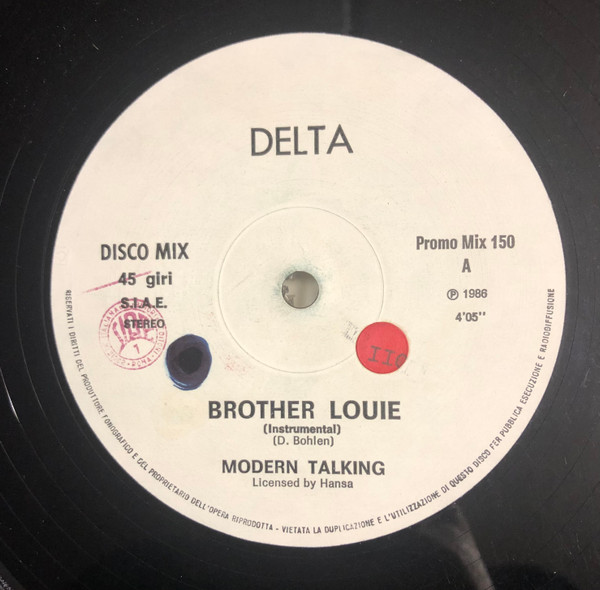 DELTA
DISCO MIX
45 giri
S.I.A.E.
STEREO
Promo Mix 150
A
℗ 1986
4'05''
BROTHER LOUIE
(Instrumental)
(D. Bohlen)
MODERN TALKING
Licensed by Hansa
RISERVATI I DIRITTI DEL PRODUTTORE FONOGRAFICO E DEL PROPRIETARIO DELL'OPERA RIPRODOTTA - VIETATA LA DUPLICAZIONE E L'UTILIZZAZIONE DI QUESTO DISCO PER PUBBLICA ESECUZIONE E RADIODIFFUSIONE
1
ROMA